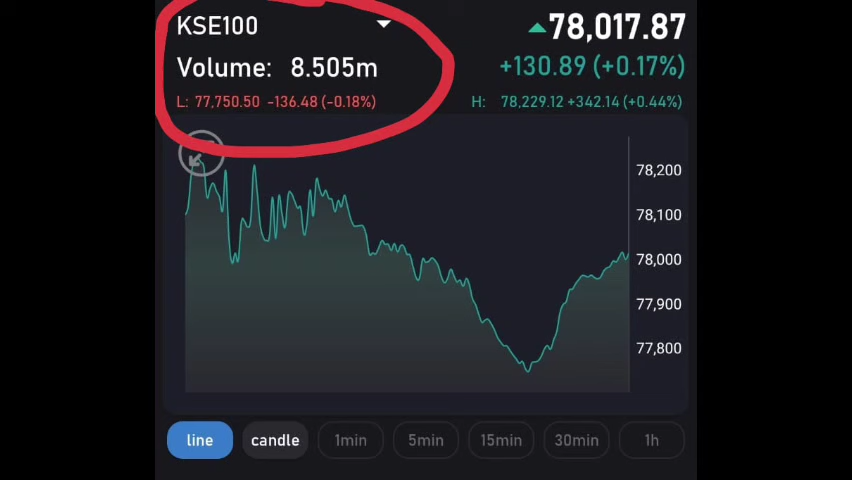 KSE100
78,017.87
Volume: 8.505m
+130.89 (+0.17%)
L: 77,750.50 -136.48 (-0.18%)
H: 78,229.12 +342.14 (+0.44%)
78,200
78,100
78,000
77,900
77,800
line candle 1min 5min 15min 30min 1h